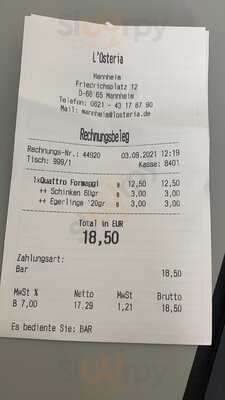 L'Osteria
Mannheim
Friedrichsplatz 12
D-68 65 Mannheim
Telefon: 0621 - 43 17 87 90
Mail: mannheim@losteria.de
Rechnungsbeleg
Rechnungs-Nr.: 44920 03.09.2021 12:19
Tisch: 999/1 Kasse: 8401
1xQuattro Formaggi B 12,50 12,50
++ Schinken 60gr B 3,00 3,00
++ Egerlinge 120gr B 3,00 3,00
Total in EUR
18,50
Zahlungsart:
Bar 18,50
MwSt % Netto MwSt Brutto
B 7,00 17,29 1,21 18,50
Es bediente Sie: BAR